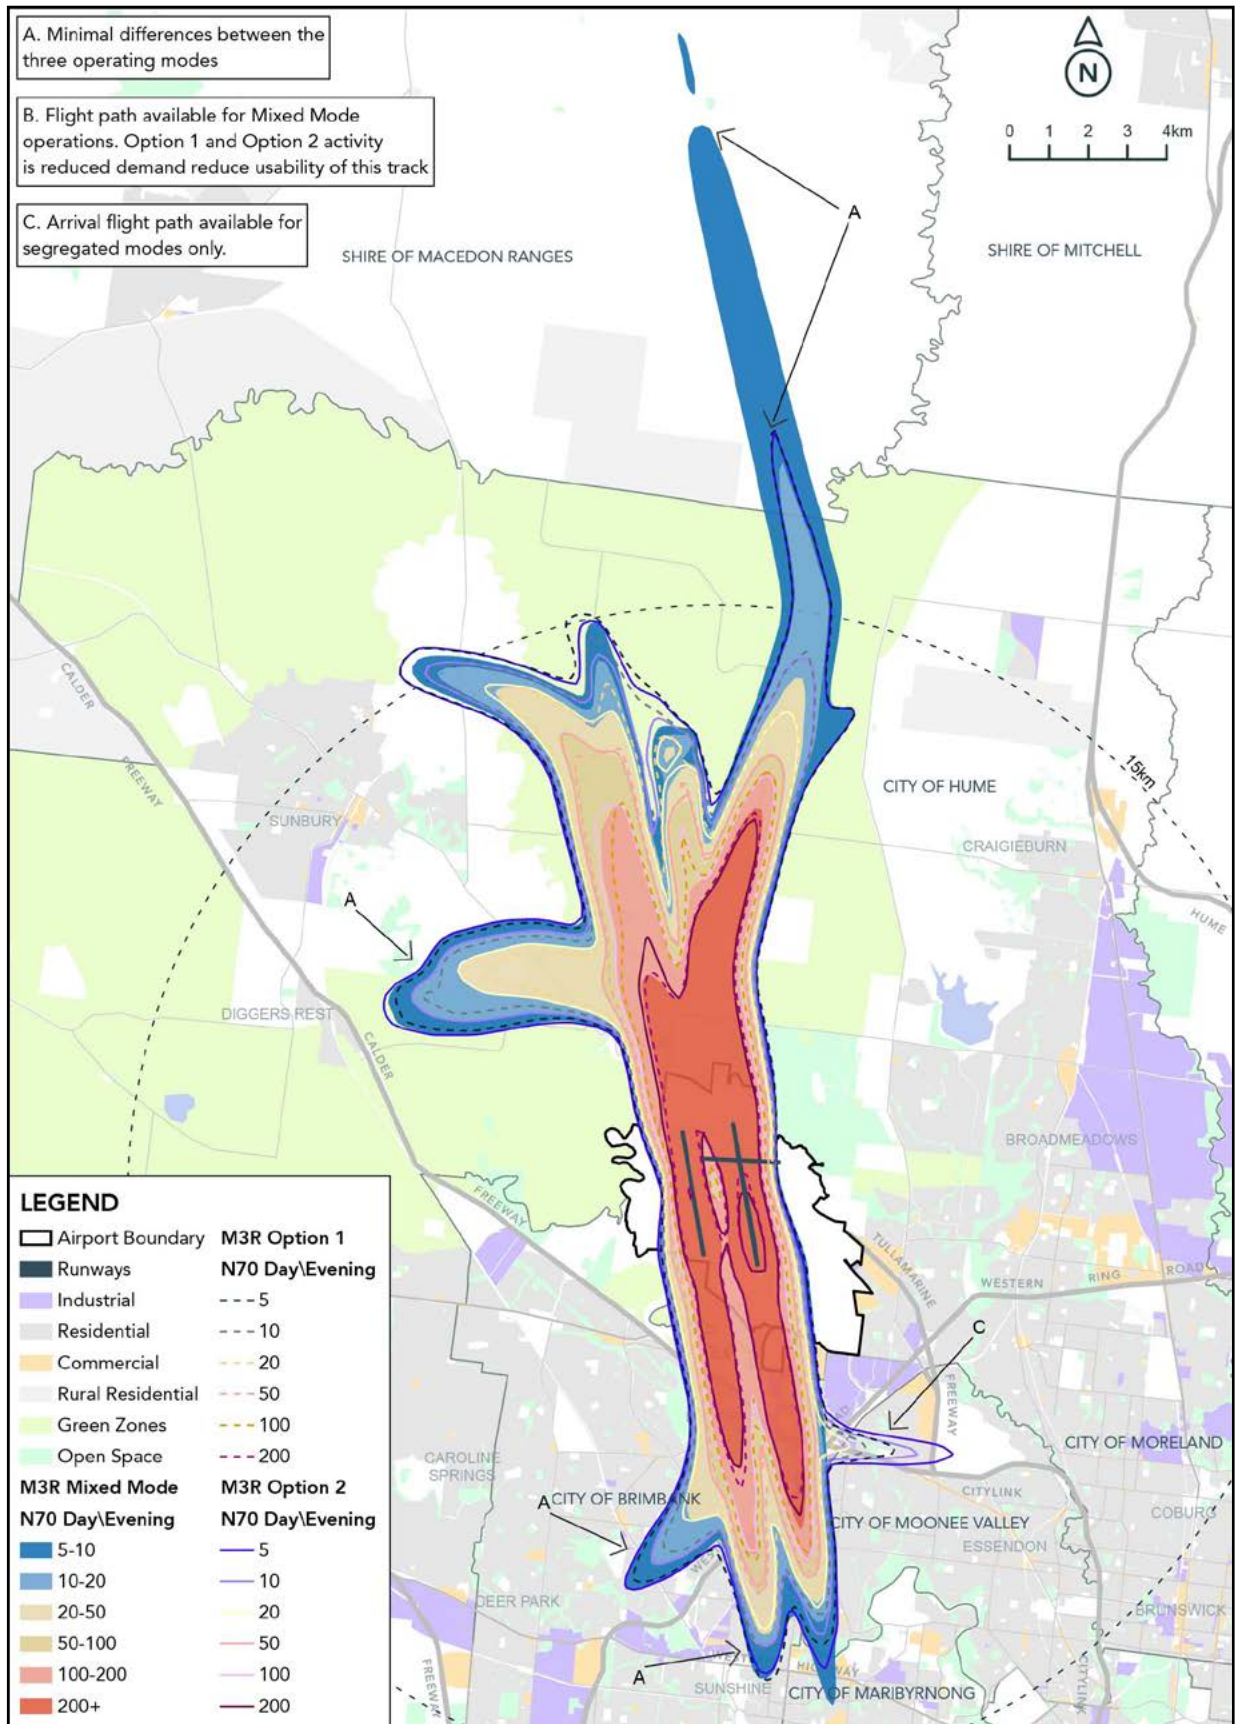 A. Minimal differences between the
three operating modes
B. Flight path available for Mixed Mode
operations. Option 1 and Option 2 activity
is reduced demand reduce usability of this track
C. Arrival flight path available for
segregated modes only.
N
0 1 2 3 4km
A
SHIRE OF MACEDON RANGES
SHIRE OF MITCHELL
CALDER
FREEWAY
15km
CITY OF HUME
SUNBURY
CRAIGIEBURN
HUME
A
DIGGERS REST
CALDER
FREEWAY
BROADMEADOWS
TULLAMARINE
FREEWAY
WESTERN RING ROAD
C
CITY OF MORELAND
CAROLINE
SPRINGS
CITYLINK
COBURG
A
CITY OF BRIMBANK
CITY OF MOONEE VALLEY
ESSENDON
DEER PARK
BRUNSWICK
A
HIGHWAY
SUNSHINE
CITY OF MARIBYRNONG
CITYLINK
FREEWAY
LEGEND
Airport Boundary
Runways
Industrial
Residential
Commercial
Rural Residential
Green Zones
Open Space
M3R Mixed Mode
N70 Day\Evening
5-10
10-20
20-50
50-100
100-200
200+
M3R Option 1
N70 Day\Evening
5
10
20
50
100
200
M3R Option 2
N70 Day\Evening
5
10
20
50
100
200